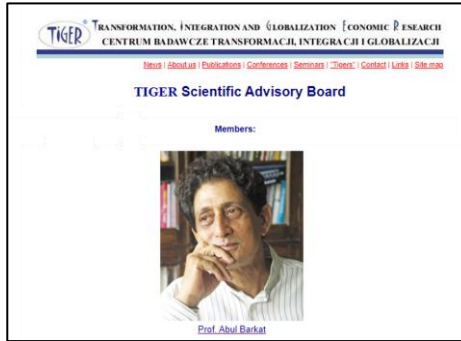 TIGER® TRANSFORMATION, INTEGRATION AND GLOBALIZATION ECONOMIC RESEARCH
CENTRUM BADAWCZE TRANSFORMACJI, INTEGRACJI I GLOBALIZACJI
News | About us | Publications | Conferences | Seminars | "Tigers" | Contact | Links | Site map
TIGER Scientific Advisory Board
Members:
Prof. Abul Barkat